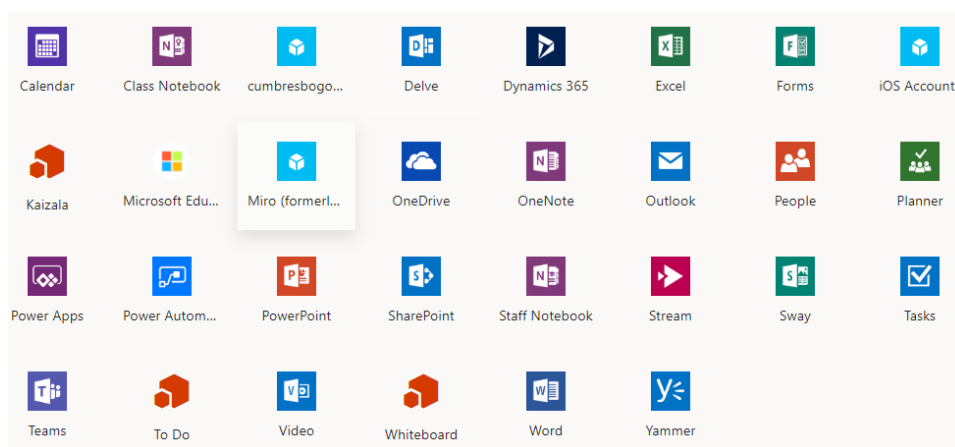 Calendar Class Notebook cumbresbogo... Delve Dynamics 365 Excel Forms iOS Account
Kaizala Microsoft Edu... Miro (formerl... OneDrive OneNote Outlook People Planner
Power Apps Power Autom... PowerPoint SharePoint Staff Notebook Stream Sway Tasks
Teams To Do Video Whiteboard Word Yammer